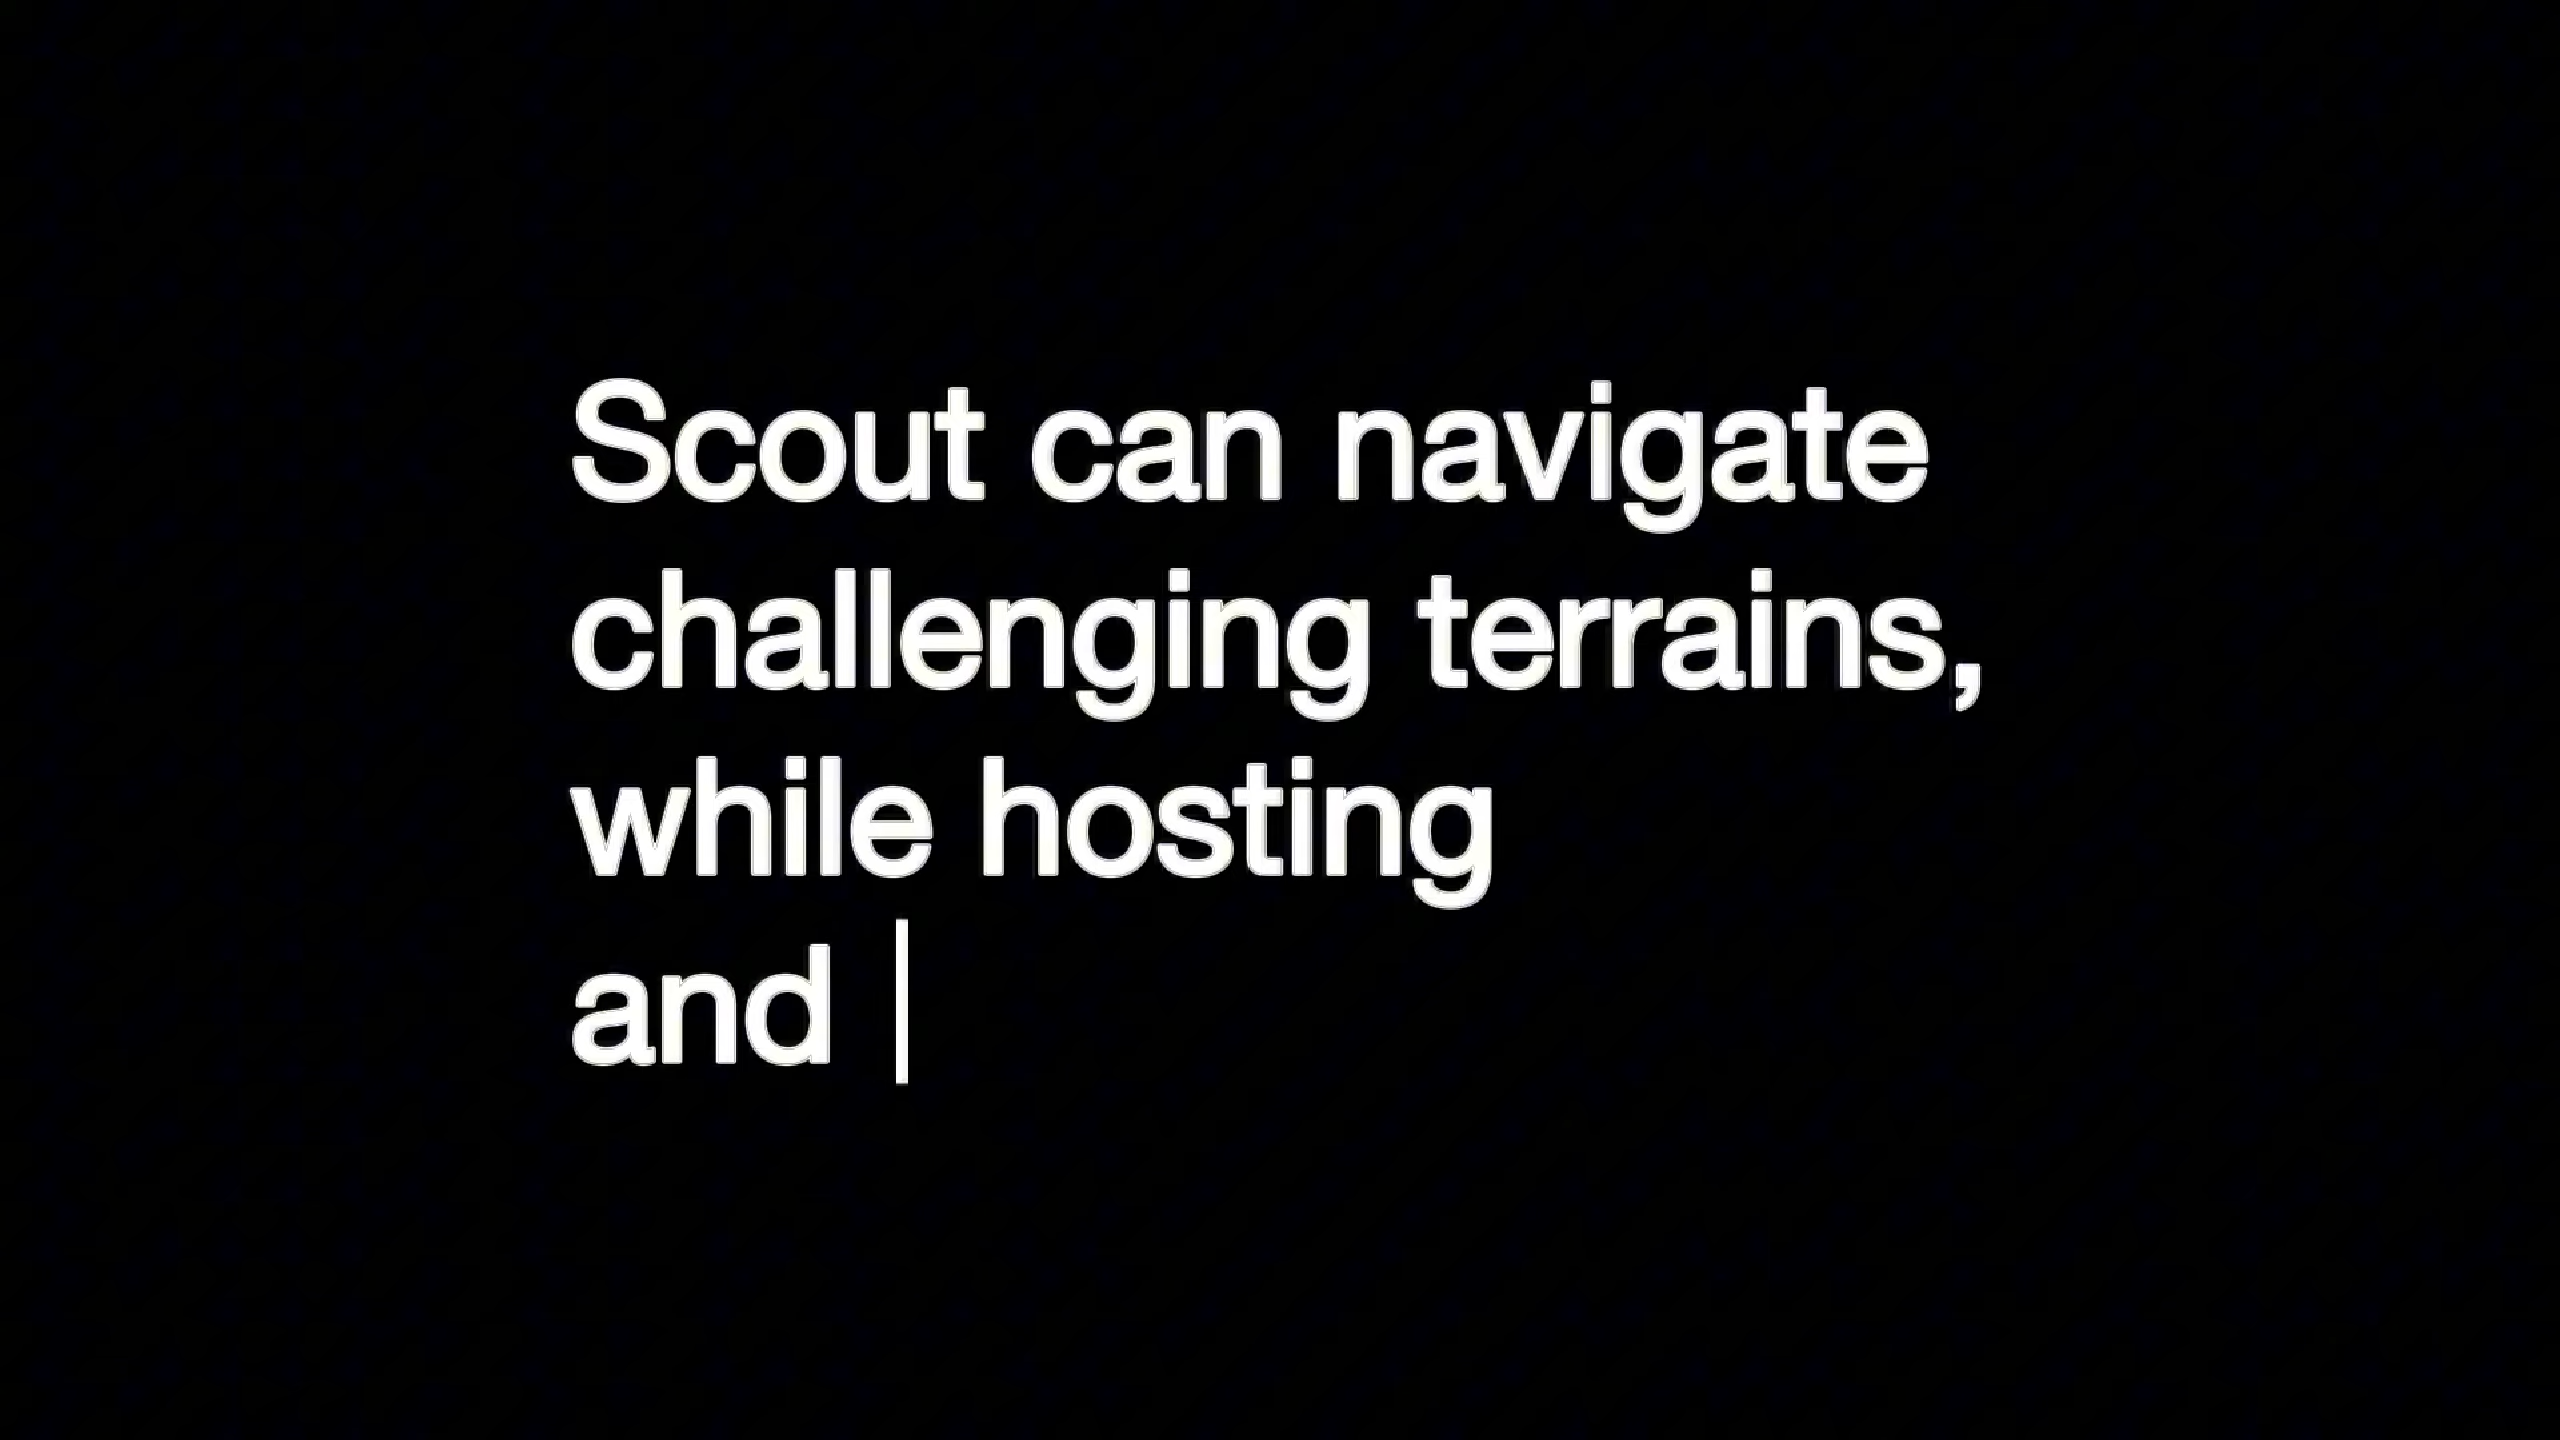 Scout can navigate
challenging terrains,
while hosting
and